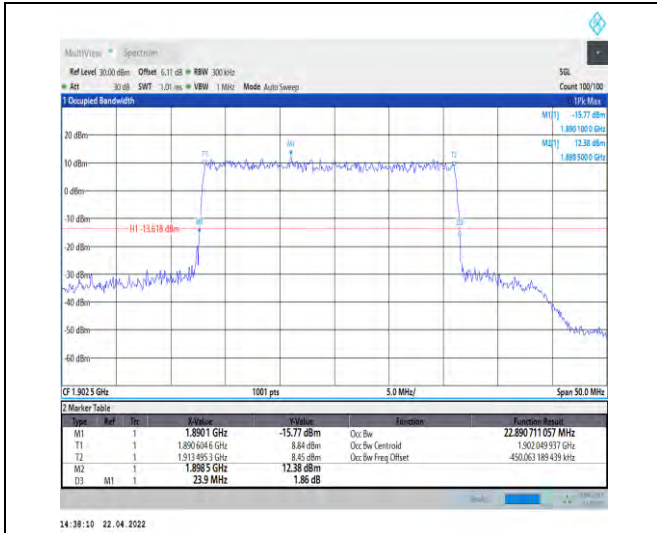 MultiView Spectrum
Ref Level 30.00 dBm Offset 6.11 dB RBW 300 kHz SGL
Att 30 dB SWT 1.01 ms VBW 1 MHz Mode Auto Sweep Count 100/100
1 Occupied Bandwidth 1Pk Max
M1[1] -15.77 dBm
1.890 100 0 GHz
M2[1] 12.38 dBm
1.898 500 0 GHz
20 dBm
M2
T1
T2
10 dBm
0 dBm
-10 dBm
M1
D3
H1 -13.618 dBm
-20 dBm
-30 dBm
-40 dBm
-50 dBm
-60 dBm
CF 1.902 5 GHz 1001 pts 5.0 MHz/ Span 50.0 MHz
2 Marker Table
Type Ref Trc X-Value Y-Value Function Function Result
M1 1 1.8901 GHz -15.77 dBm Occ Bw 22.890 711 057 MHz
T1 1 1.890 604 6 GHz 8.84 dBm Occ Bw Centroid 1.902 049 937 GHz
T2 1 1.913 495 3 GHz 8.45 dBm Occ Bw Freq Offset -450.063 189 439 kHz
M2 1 1.898 5 GHz 12.38 dBm
D3 M1 1 23.9 MHz 1.86 dB
14:38:10 22.04.2022